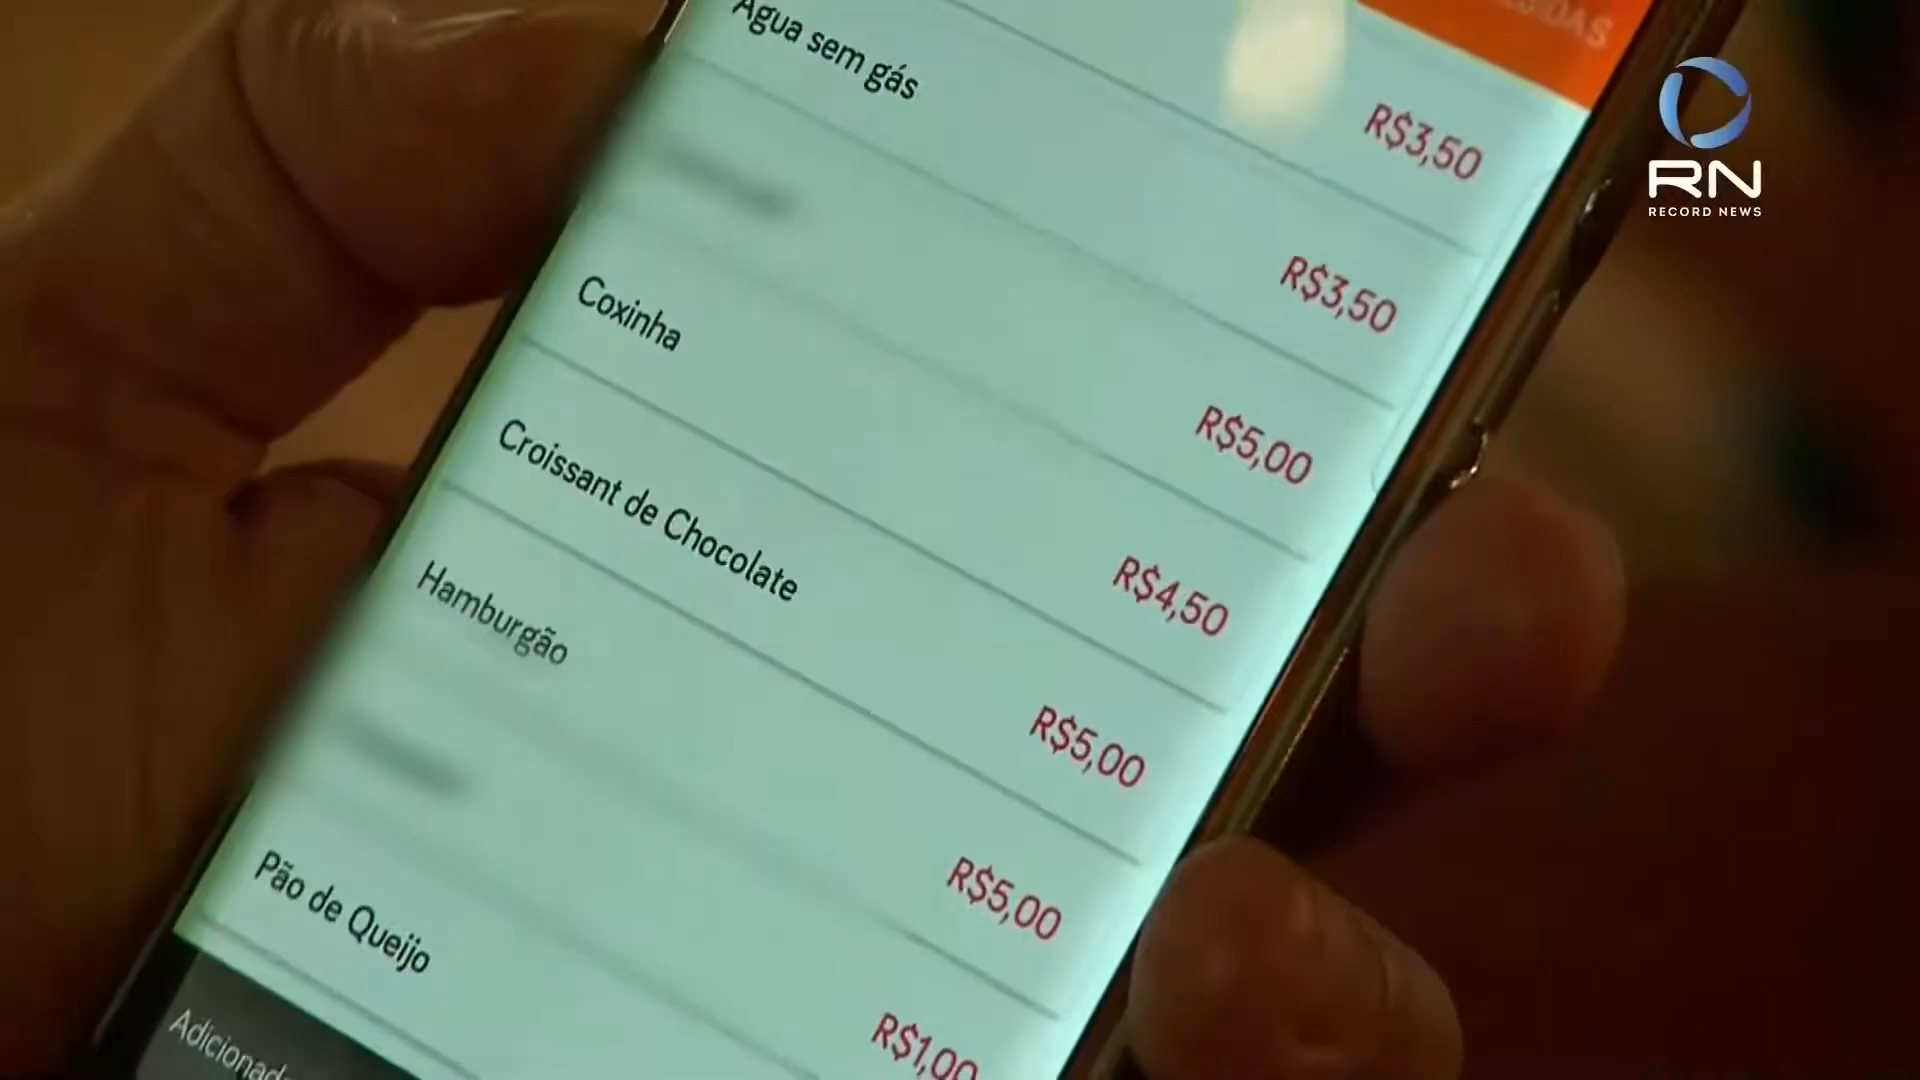 Água sem gás R$3,50
R$3,50
Coxinha R$5,00
Croissant de Chocolate R$4,50
Hamburgão R$5,00
R$5,00
Pão de Queijo R$1,00
RN
RECORD NEWS